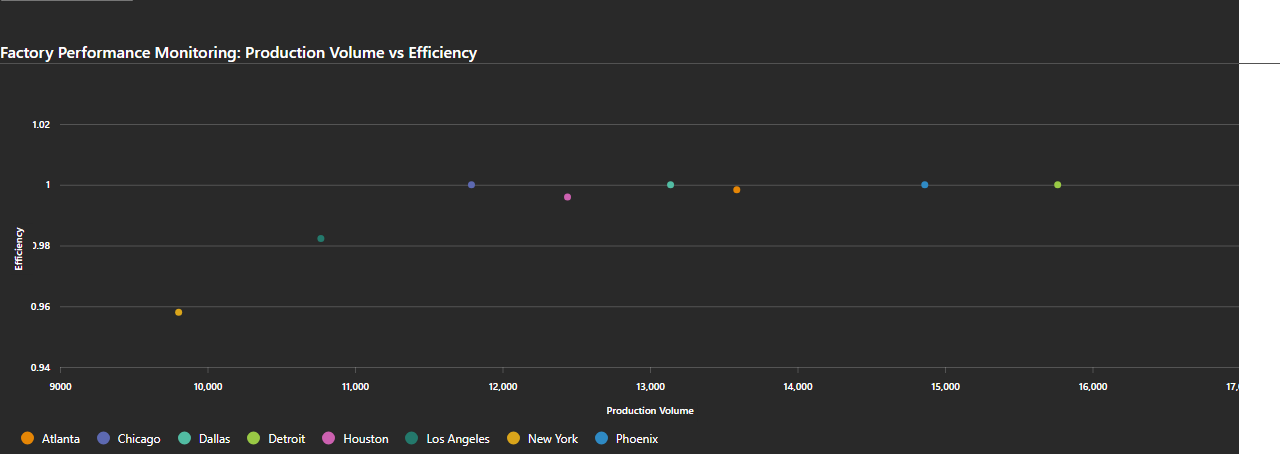 Factory Performance Monitoring: Production Volume vs Efficiency
1.02
1
0.98
0.96
0.94
Efficiency
9000 10,000 11,000 12,000 13,000 14,000 15,000 16,000 17,
Production Volume
Atlanta Chicago Dallas Detroit Houston Los Angeles New York Phoenix